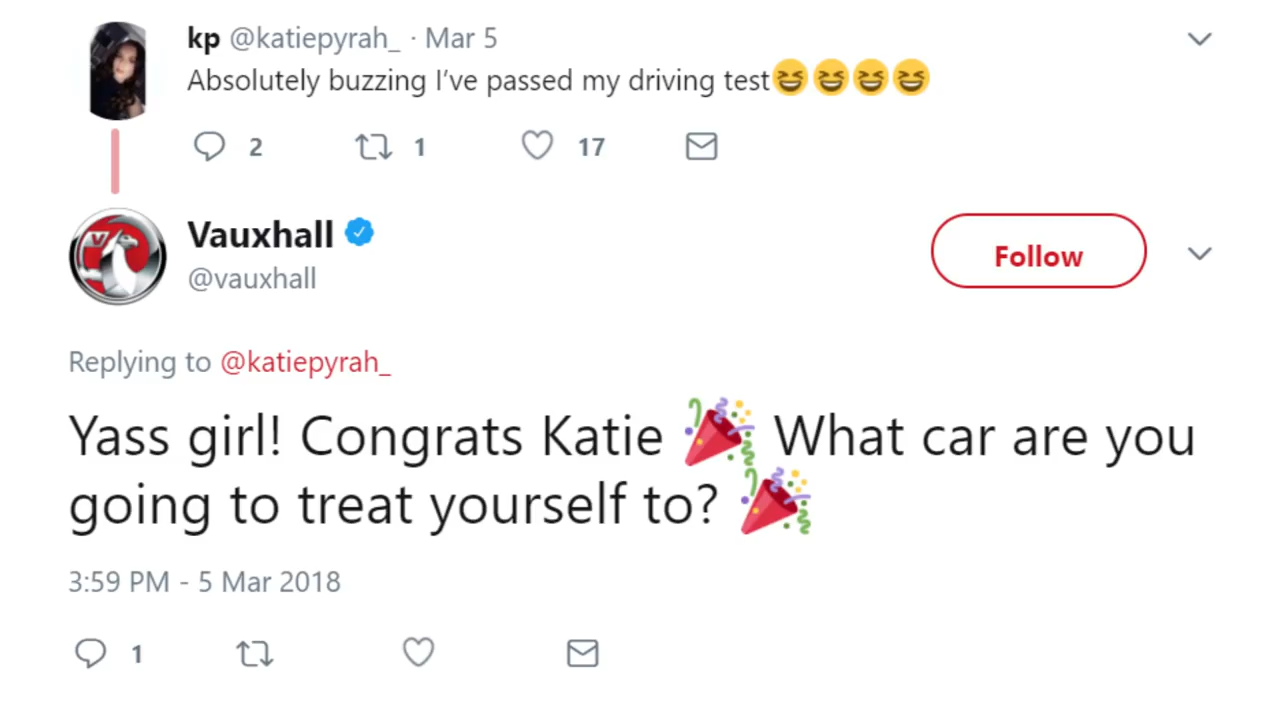 kp @katiepyrah_ · Mar 5
Absolutely buzzing I've passed my driving test😆😆😆😆
2 1 17
Vauxhall
@vauxhall
Follow
Replying to @katiepyrah_
Yass girl! Congrats Katie 🎉 What car are you
going to treat yourself to? 🎉
3:59 PM - 5 Mar 2018
1